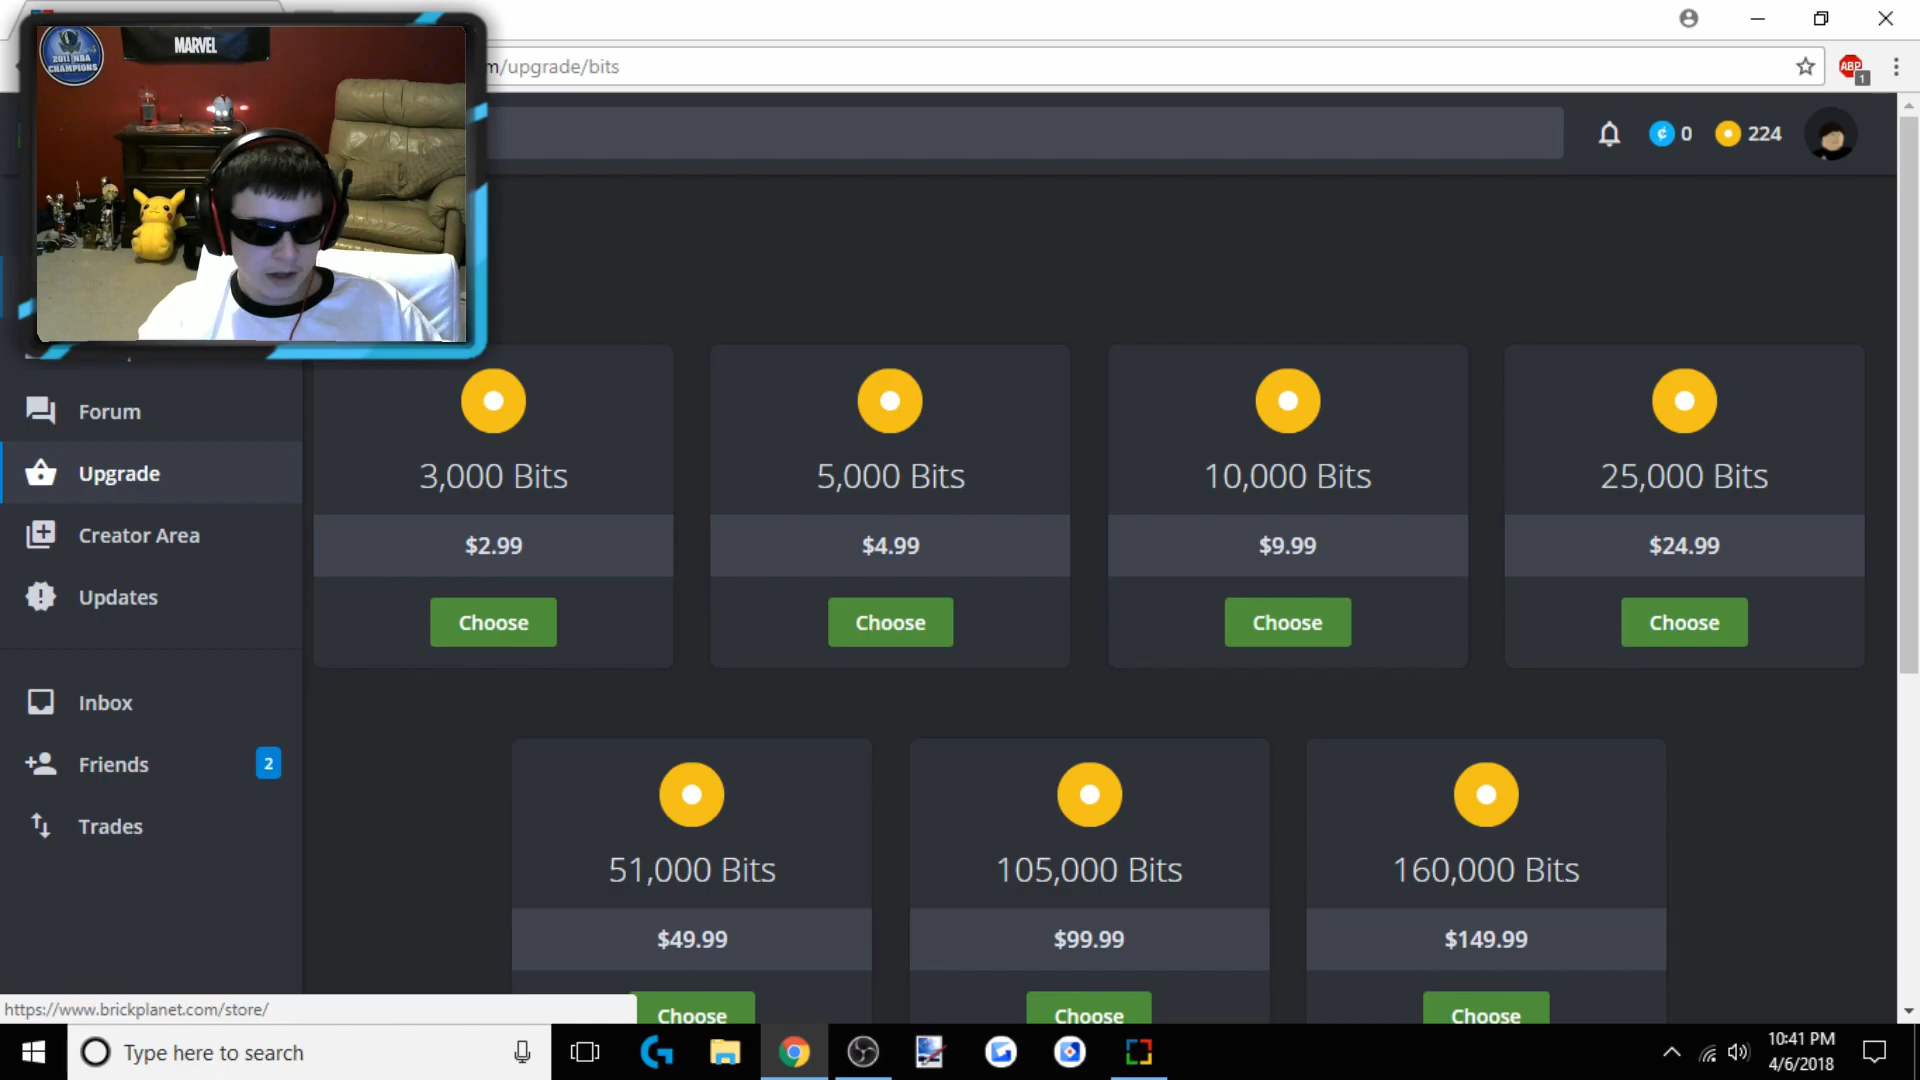 MARVEL
2011 NBA
CHAMPIONS
m/upgrade/bits
ABP
1
0
224
Forum
Upgrade
Creator Area
Updates
Inbox
Friends
2
Trades
3,000 Bits
5,000 Bits
10,000 Bits
25,000 Bits
$2.99
$4.99
$9.99
$24.99
Choose
Choose
Choose
Choose
51,000 Bits
105,000 Bits
160,000 Bits
$49.99
$99.99
$149.99
Choose
Choose
Choose
https://www.brickplanet.com/store/
Type here to search
10:41 PM
4/6/2018